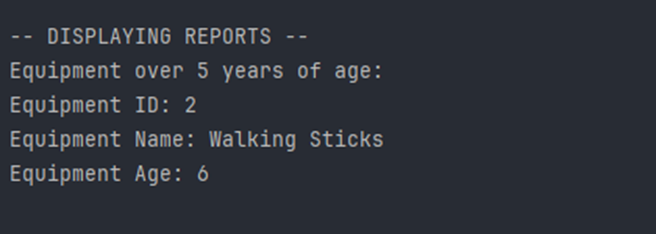 -- DISPLAYING REPORTS --
Equipment over 5 years of age:
Equipment ID: 2
Equipment Name: Walking Sticks
Equipment Age: 6